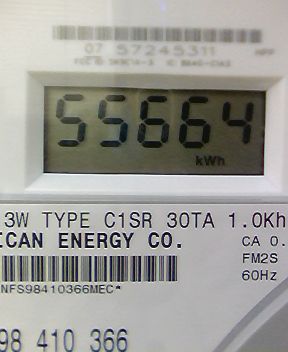 07 57245311
55664
kWh
3W TYPE C1SR 30TA 1.0Kh
ICAN ENERGY CO.
CA 0.
FM2S
60Hz
NFS98410366MEC*
98 410 366